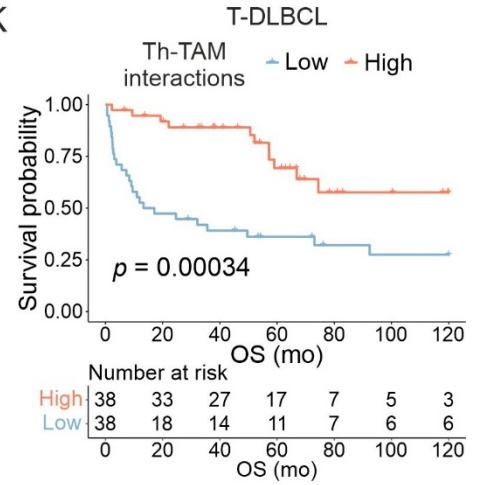 K
T-DLBCL
Th-TAM
interactions
Low High
Survival probability
1.00
0.75
0.50
0.25
0.00
p = 0.00034
0 20 40 60 80 100 120
OS (mo)
Number at risk
High 38 33 27 17 7 5 3
Low 38 18 14 11 7 6 6
0 20 40 60 80 100 120
OS (mo)